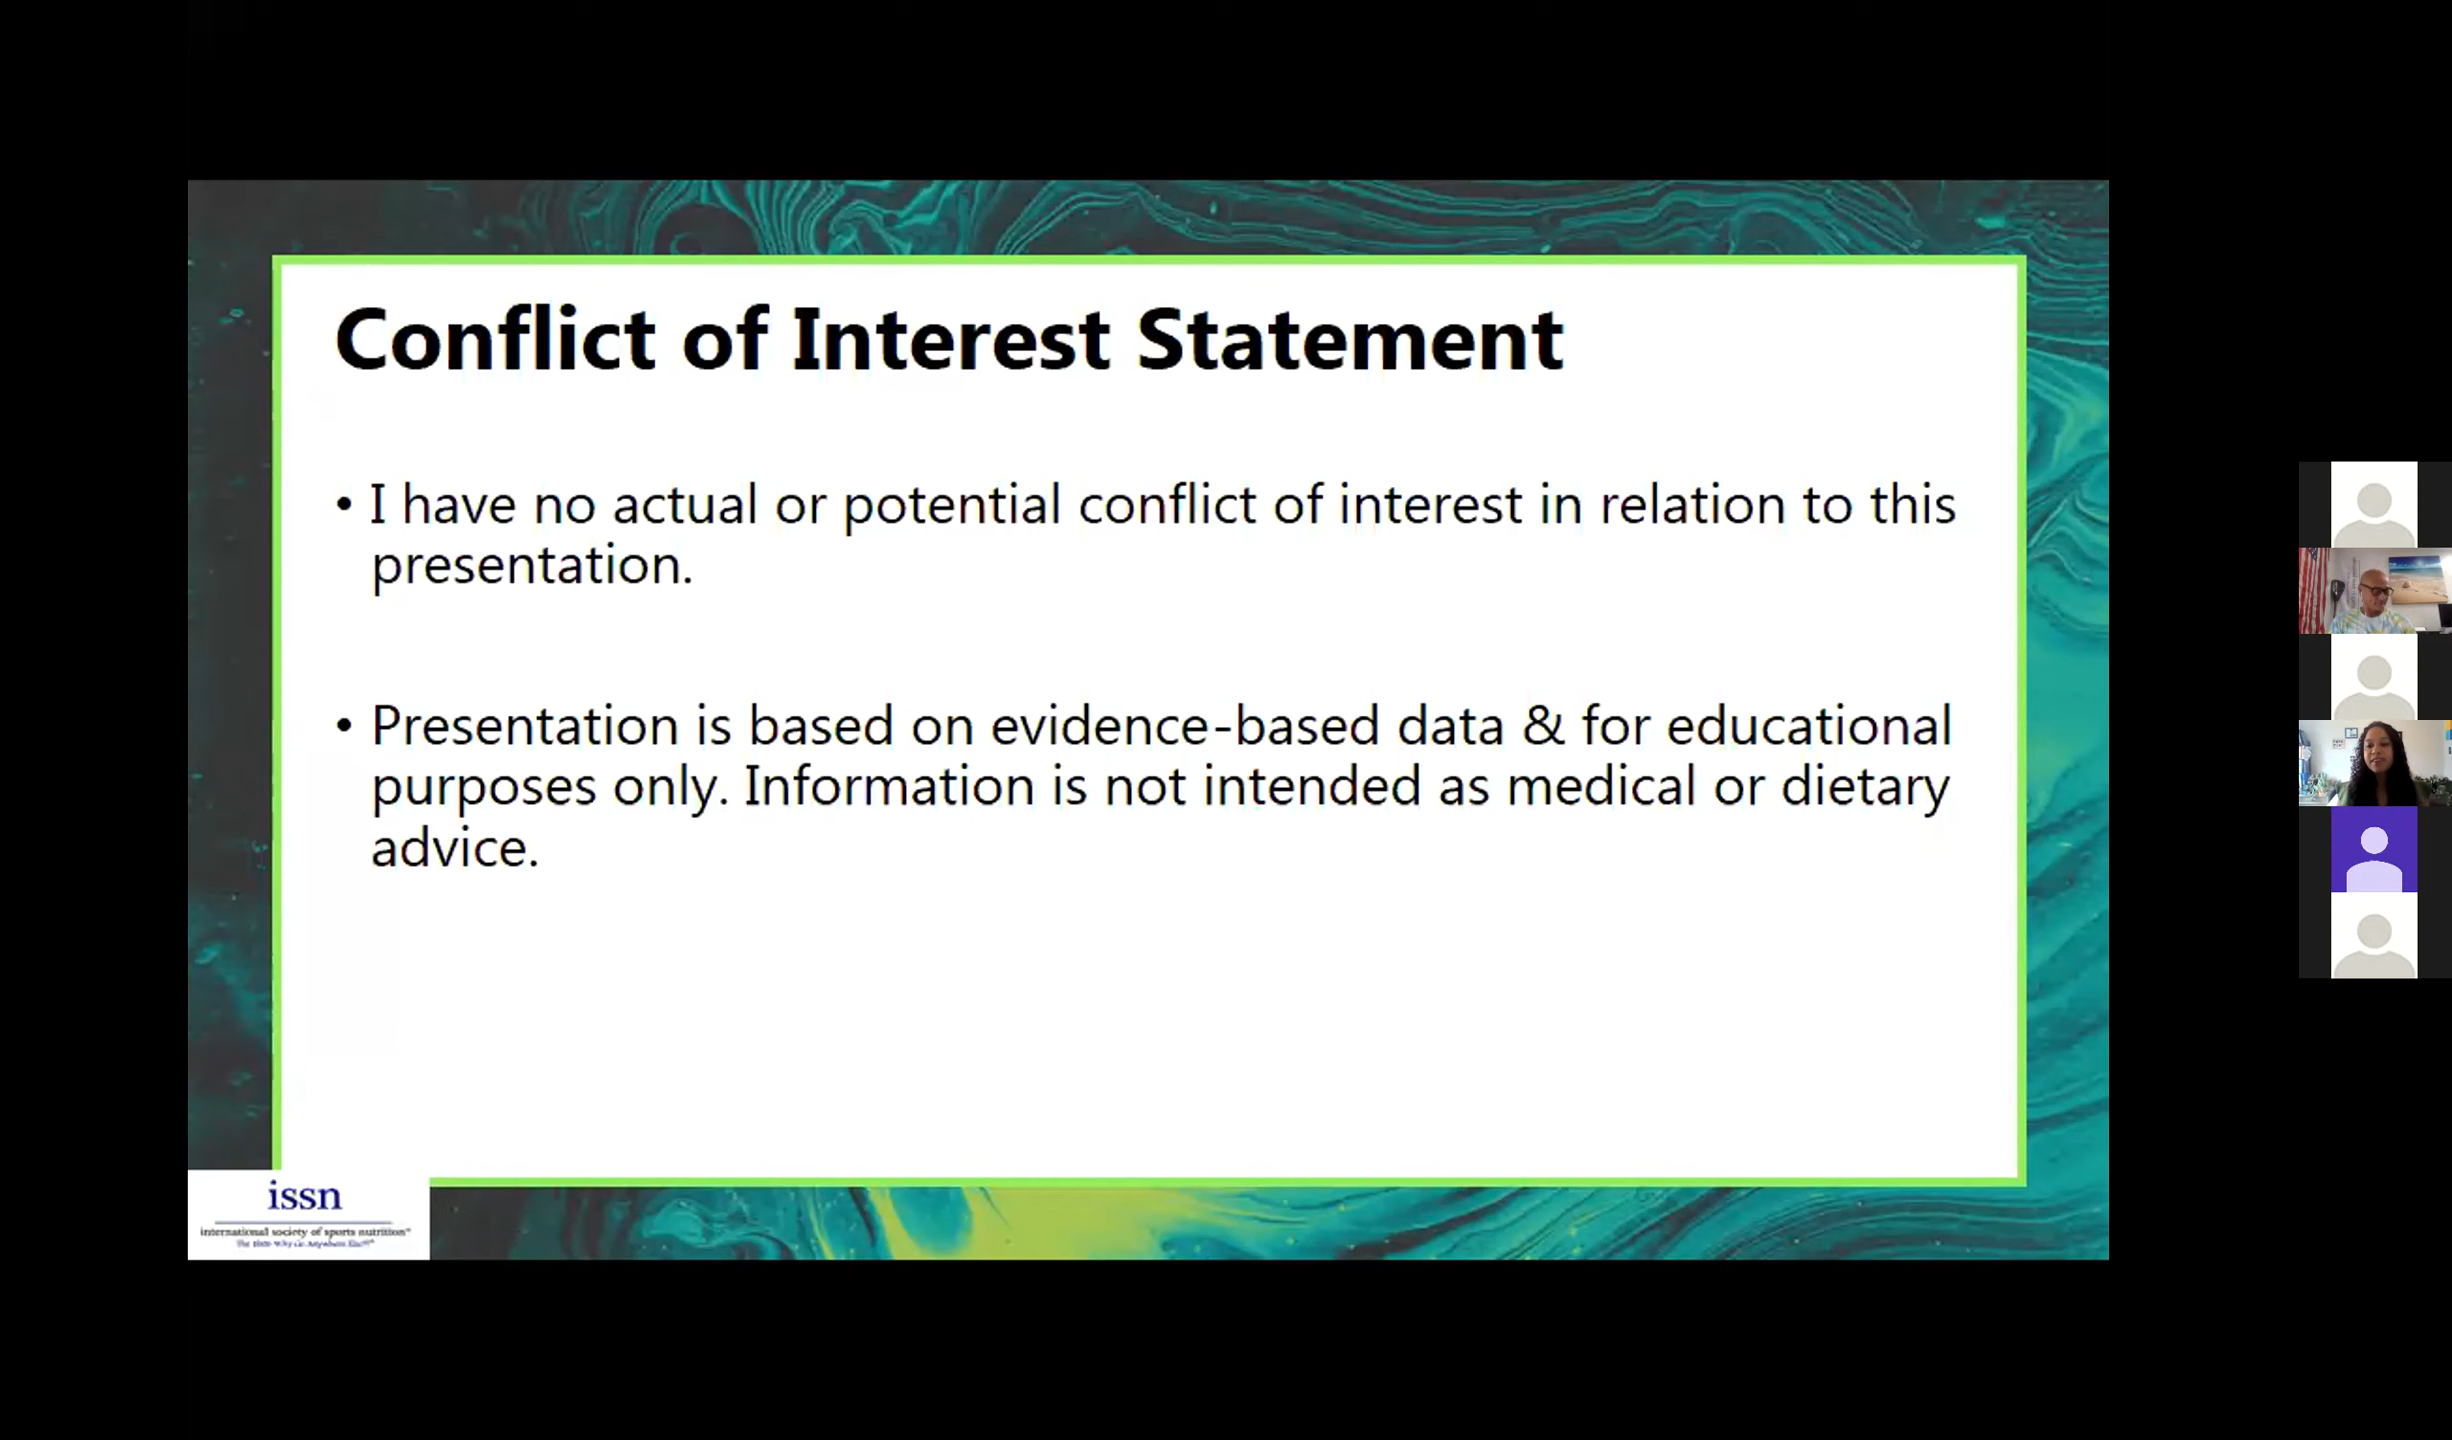 Conflict of Interest Statement
• I have no actual or potential conflict of interest in relation to this
presentation.
• Presentation is based on evidence-based data & for educational
purposes only. Information is not intended as medical or dietary
advice.
issn
international society of sports nutrition®